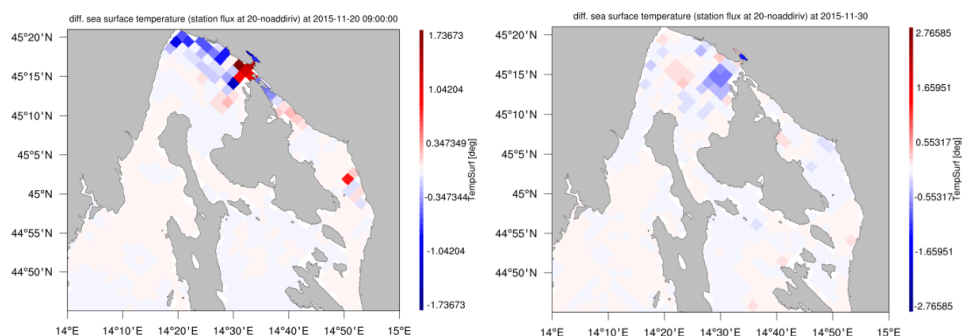 diff. sea surface temperature (station flux at 20-noaddiriv) at 2015-11-20 09:00:00
45°20'N
45°15'N
45°10'N
45°5'N
45°N
44°55'N
44°50'N
14°E
14°10'E
14°20'E
14°30'E
14°40'E
14°50'E
15°E
1.73673
1.04204
0.347349
-0.347344
-1.04204
-1.73673
TempSurf [deg]
diff. sea surface temperature (station flux at 20-noaddiriv) at 2015-11-30
45°20'N
45°15'N
45°10'N
45°5'N
45°N
44°55'N
44°50'N
14°E
14°10'E
14°20'E
14°30'E
14°40'E
14°50'E
15°E
2.76585
1.65951
0.55317
-0.55317
-1.65951
-2.76585
TempSurf [deg]